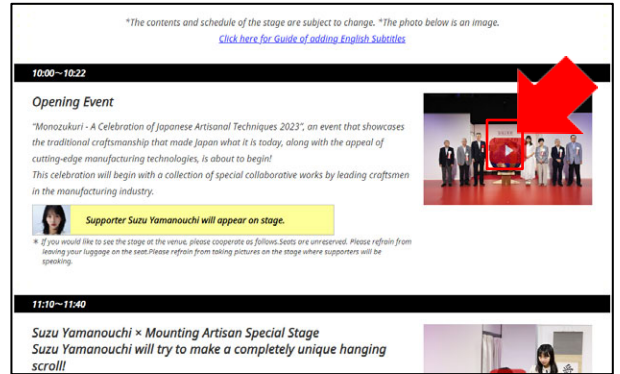 *The contents and schedule of the stage are subject to change. *The photo below is an image.
Click here for Guide of adding English Subtitles
10:00～10:22
Opening Event
"Monozukuri - A Celebration of Japanese Artisanal Techniques 2023", an event that showcases
the traditional craftsmanship that made Japan what it is today, along with the appeal of
cutting-edge manufacturing technologies, is about to begin!
This celebration will begin with a collection of special collaborative works by leading craftsmen
in the manufacturing industry.
Supporter Suzu Yamanouchi will appear on stage.
※ If you would like to see the stage at the venue, please cooperate as follows.Seats are unreserved. Please refrain from
leaving your luggage on the seat.Please refrain from taking pictures on the stage where supporters will be
speaking.
11:10～11:40
Suzu Yamanouchi × Mounting Artisan Special Stage
Suzu Yamanouchi will try to make a completely unique hanging
scroll!